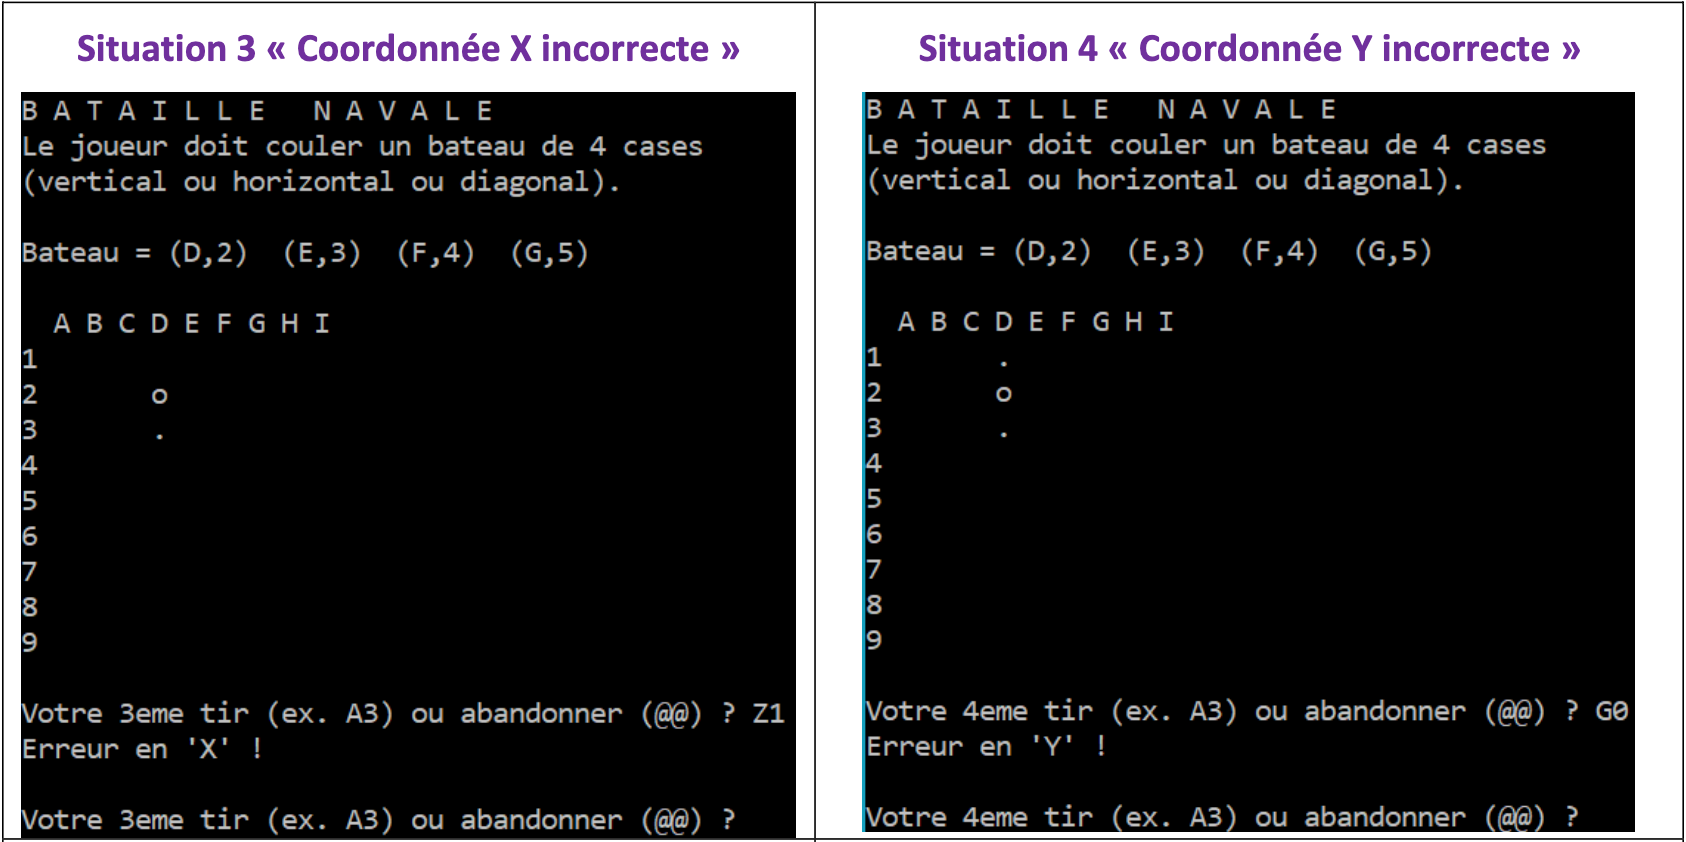 Situation 3 « Coordonnée X incorrecte »
B A T A I L L E   N A V A L E
Le joueur doit couler un bateau de 4 cases
(vertical ou horizontal ou diagonal).
Bateau = (D,2)  (E,3)  (F,4)  (G,5)
  A B C D E F G H I
1
2       o
3       .
4
5
6
7
8
9
Votre 3eme tir (ex. A3) ou abandonner (@@) ? Z1
Erreur en 'X' !
Votre 3eme tir (ex. A3) ou abandonner (@@) ?
Situation 4 « Coordonnée Y incorrecte »
B A T A I L L E   N A V A L E
Le joueur doit couler un bateau de 4 cases
(vertical ou horizontal ou diagonal).
Bateau = (D,2)  (E,3)  (F,4)  (G,5)
  A B C D E F G H I
1       .
2       o
3       .
4
5
6
7
8
9
Votre 4eme tir (ex. A3) ou abandonner (@@) ? G0
Erreur en 'Y' !
Votre 4eme tir (ex. A3) ou abandonner (@@) ?